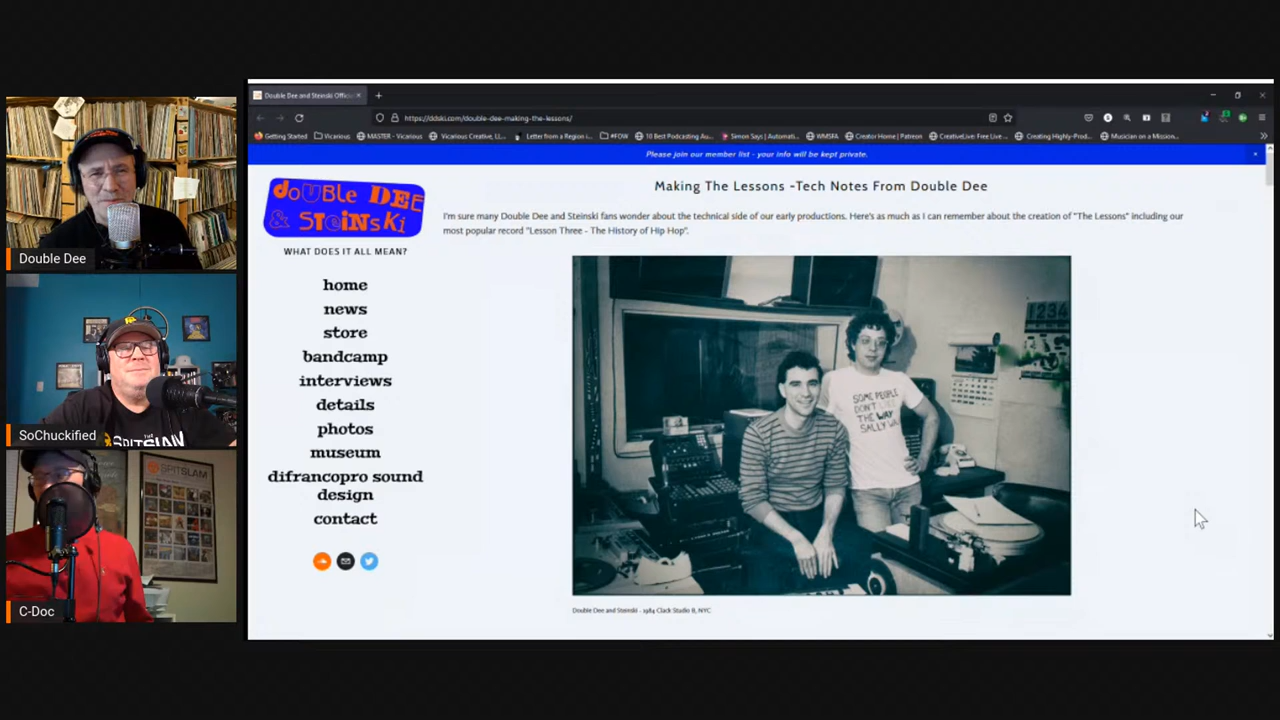 Double Dee
SoChuckified
THE
SPITSLAM
C-Doc
SPITSLAM
Double Dee and Steinski Offici
https://ddski.com/double-dee-making-the-lessons/
Getting Started
Vicarious
MASTER - Vicarious
Vicarious Creative, LL...
Letter from a Region i...
#FOW
10 Best Podcasting Au...
Simon Says | Automati...
WMSFA
Creator Home | Patreon
CreativeLive: Free Live ...
Creating Highly-Prod...
Musician on a Mission...
Please join our member list - your info will be kept private.
doUBle DEE
& SteiNsKi
WHAT DOES IT ALL MEAN?
home
news
store
bandcamp
interviews
details
photos
museum
difrancopro sound
design
contact
Making The Lessons -Tech Notes From Double Dee
I'm sure many Double Dee and Steinski fans wonder about the technical side of our early productions. Here's as much as I can remember about the creation of "The Lessons" including our
most popular record "Lesson Three - The History of Hip Hop".
1234
SOME PEOPLE
DON'T LIKE
THE WAY
SALLY WALKS
Double Dee and Steinski - 1984 Clack Studio B, NYC